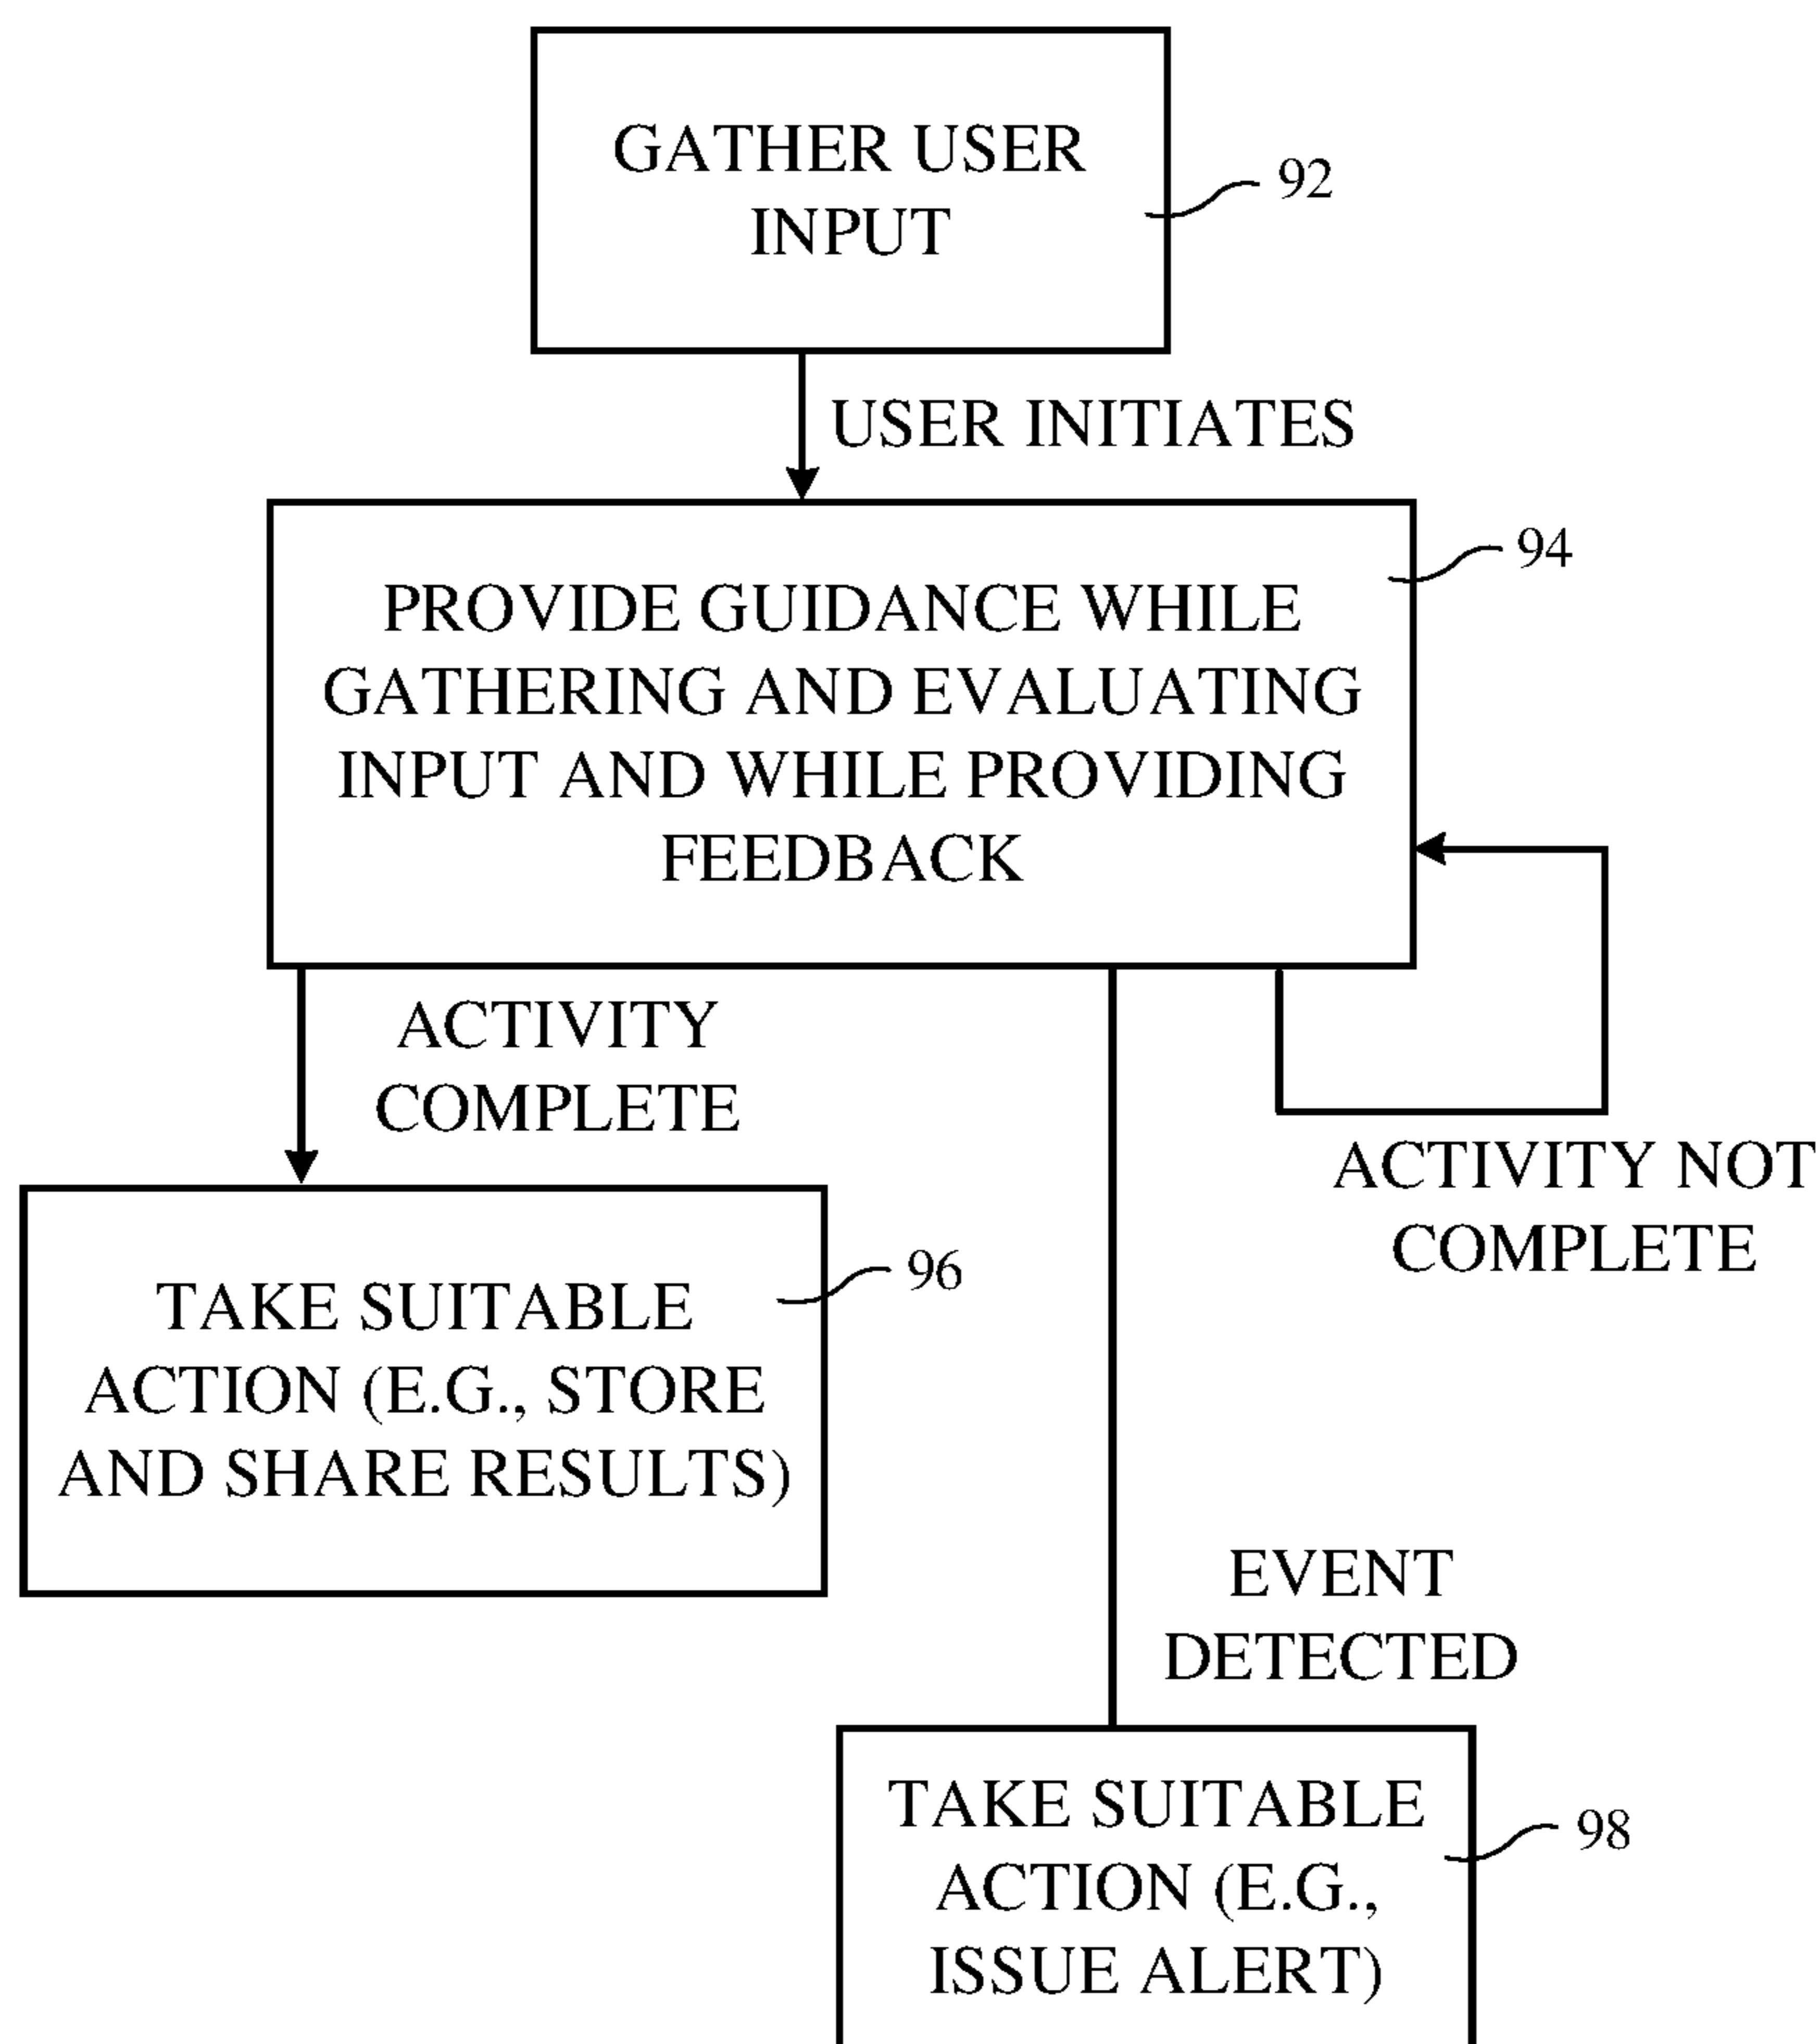 GATHER USER
INPUT
92
USER INITIATES
94
PROVIDE GUIDANCE WHILE
GATHERING AND EVALUATING
INPUT AND WHILE PROVIDING
FEEDBACK
ACTIVITY
COMPLETE
ACTIVITY NOT
COMPLETE
96
TAKE SUITABLE
ACTION (E.G., STORE
AND SHARE RESULTS)
EVENT
DETECTED
TAKE SUITABLE
ACTION (E.G.,
ISSUE ALERT)
98